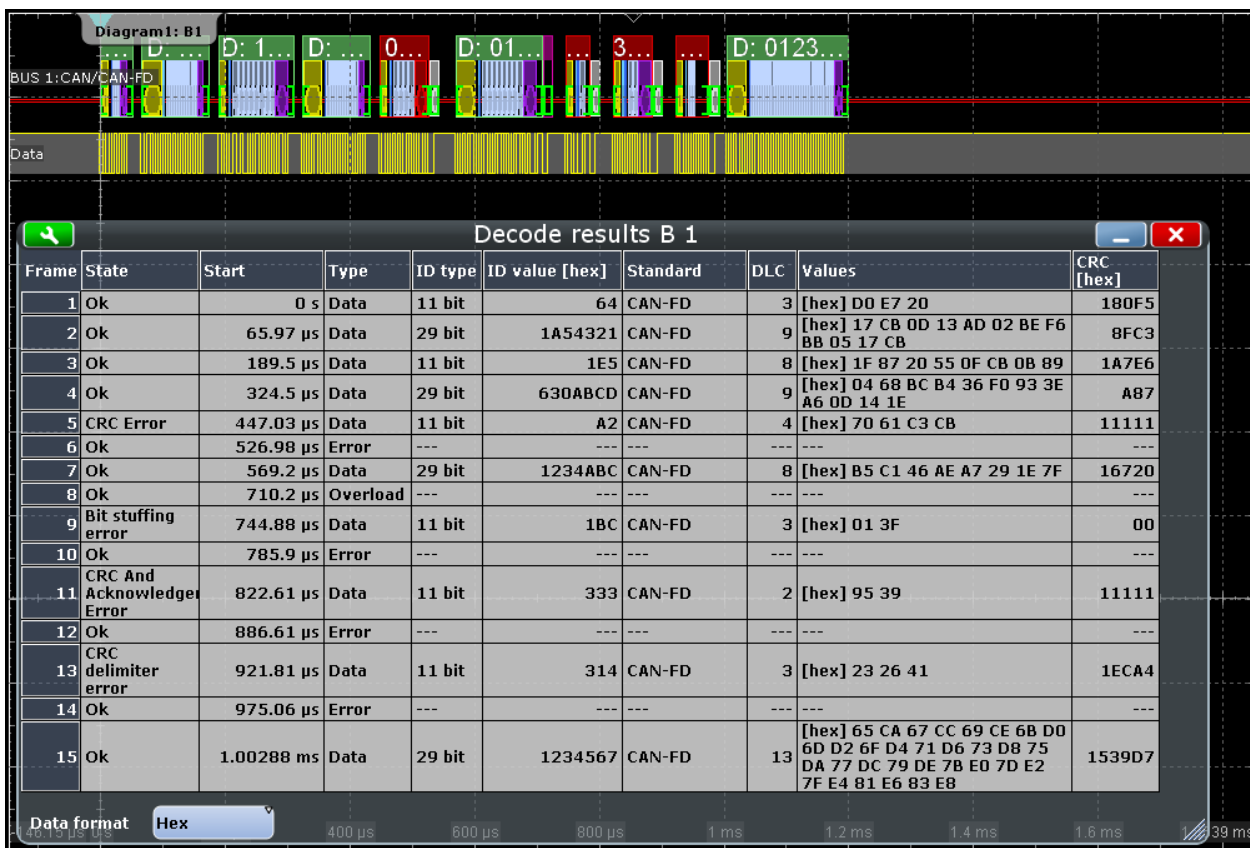 Diagram1: B1
... D: ... D: 1... D: ... 0... D: 01... ... 3... ... D: 0123...
BUS 1:CAN/CAN-FD
Data
Decode results B 1
Frame State Start Type ID type ID value [hex] Standard DLC Values CRC [hex]
1 Ok 0 s Data 11 bit 64 CAN-FD 3 [hex] D0 E7 20 180F5
2 Ok 65.97 µs Data 29 bit 1A54321 CAN-FD 9 [hex] 17 CB 0D 13 AD 02 BE F6
BB 05 17 CB 8FC3
3 Ok 189.5 µs Data 11 bit 1E5 CAN-FD 8 [hex] 1F 87 20 55 0F CB 0B 89 1A7E6
4 Ok 324.5 µs Data 29 bit 630ABCD CAN-FD 9 [hex] 04 68 BC B4 36 F0 93 3E
A6 0D 14 1E A87
5 CRC Error 447.03 µs Data 11 bit A2 CAN-FD 4 [hex] 70 61 C3 CB 11111
6 Ok 526.98 µs Error --- --- --- --- --- ---
7 Ok 569.2 µs Data 29 bit 1234ABC CAN-FD 8 [hex] B5 C1 46 AE A7 29 1E 7F 16720
8 Ok 710.2 µs Overload --- --- --- --- --- ---
9 Bit stuffing
error 744.88 µs Data 11 bit 1BC CAN-FD 3 [hex] 01 3F 00
10 Ok 785.9 µs Error --- --- --- --- --- ---
CRC And
11 Acknowledger
Error 822.61 µs Data 11 bit 333 CAN-FD 2 [hex] 95 39 11111
12 Ok 886.61 µs Error --- --- --- --- --- ---
CRC
13 delimiter
error 921.81 µs Data 11 bit 314 CAN-FD 3 [hex] 23 26 41 1ECA4
14 Ok 975.06 µs Error --- --- --- --- --- ---
15 Ok 1.00288 ms Data 29 bit 1234567 CAN-FD 13 [hex] 65 CA 67 CC 69 CE 6B D0
6D D2 6F D4 71 D6 73 D8 75
DA 77 DC 79 DE 7B E0 7D E2
7F E4 81 E6 83 E8 1539D7
Data format Hex
-146.15 µs 0 s 400 µs 600 µs 800 µs 1 ms 1.2 ms 1.4 ms 1.6 ms 39 ms